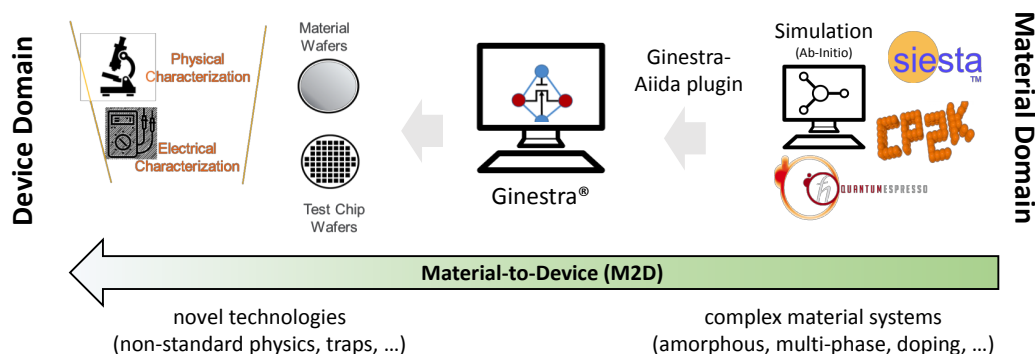 Device Domain
Physical
Characterization
Electrical
Characterization
Material
Wafers
Test Chip
Wafers
Ginestra®
Ginestra-
Aiida plugin
Simulation
(Ab-Initio)
siesta
TM
CP2K
ħ
QUANTUMESPRESSO
Material Domain
Material-to-Device (M2D)
novel technologies
(non-standard physics, traps, …)
complex material systems
(amorphous, multi-phase, doping, …)